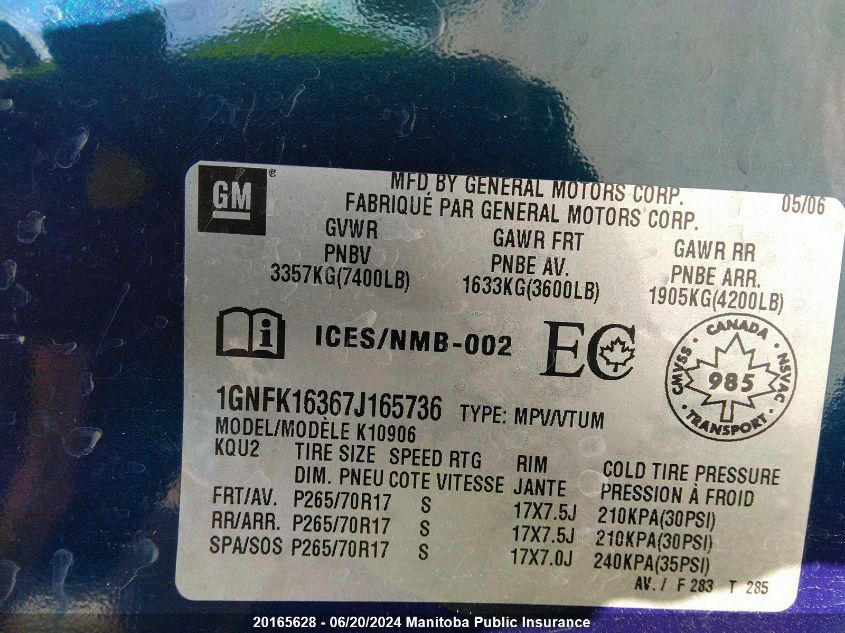 GM
MFD BY GENERAL MOTORS CORP. 05/06
FABRIQUÉ PAR GENERAL MOTORS CORP.
GVWR GAWR FRT GAWR RR
PNBV PNBE AV. PNBE ARR.
3357KG(7400LB) 1633KG(3600LB) 1905KG(4200LB)
i ICES/NMB-002 EC
CANADA
CMVSS 985 NSVAC
TRANSPORT
1GNFK16367J165736 TYPE: MPV/VTUM
MODEL/MODÈLE K10906
KQU2 TIRE SIZE SPEED RTG RIM COLD TIRE PRESSURE
DIM. PNEU COTE VITESSE JANTE PRESSION À FROID
FRT/AV. P265/70R17 S 17X7.5J 210KPA(30PSI)
RR/ARR. P265/70R17 S 17X7.5J 210KPA(30PSI)
SPA/SOS P265/70R17 S 17X7.0J 240KPA(35PSI)
AV. / F 283 T 285
20165628 - 06/20/2024 - Manitoba Public Insurance